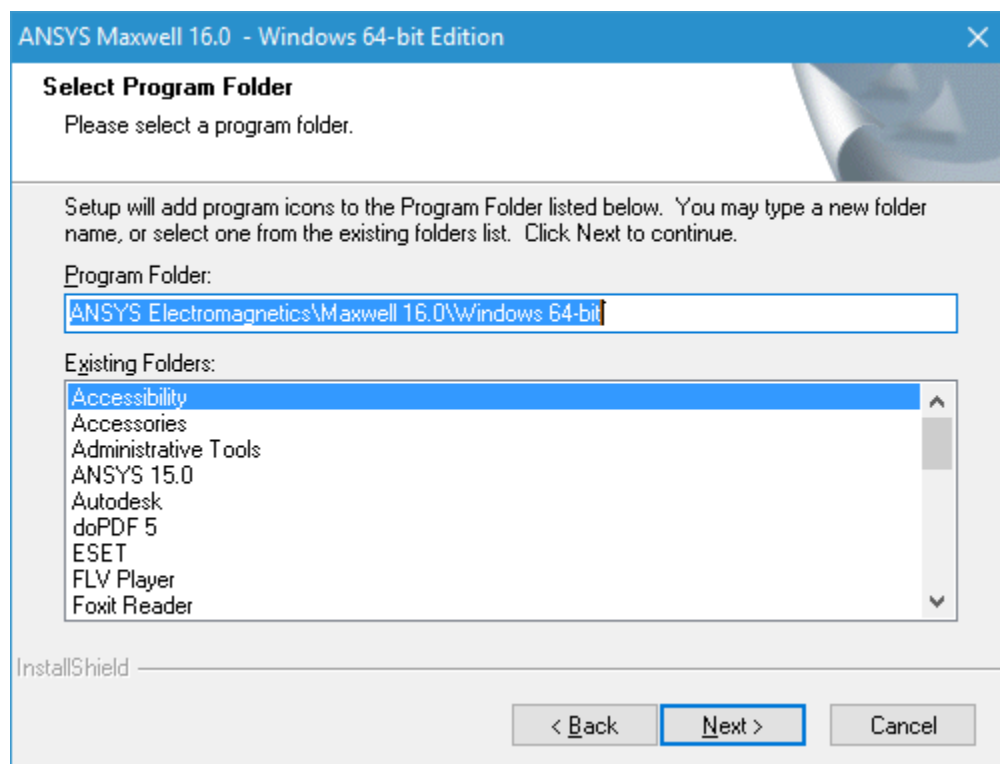 ANSYS Maxwell 16.0 - Windows 64-bit Edition
Select Program Folder
Please select a program folder.
Setup will add program icons to the Program Folder listed below. You may type a new folder
name, or select one from the existing folders list. Click Next to continue.
Program Folder:
ANSYS Electromagnetics\Maxwell 16.0\Windows 64-bit
Existing Folders:
Accessibility
Accessories
Administrative Tools
ANSYS 15.0
Autodesk
doPDF 5
ESET
FLV Player
Foxit Reader
InstallShield
< Back
Next >
Cancel